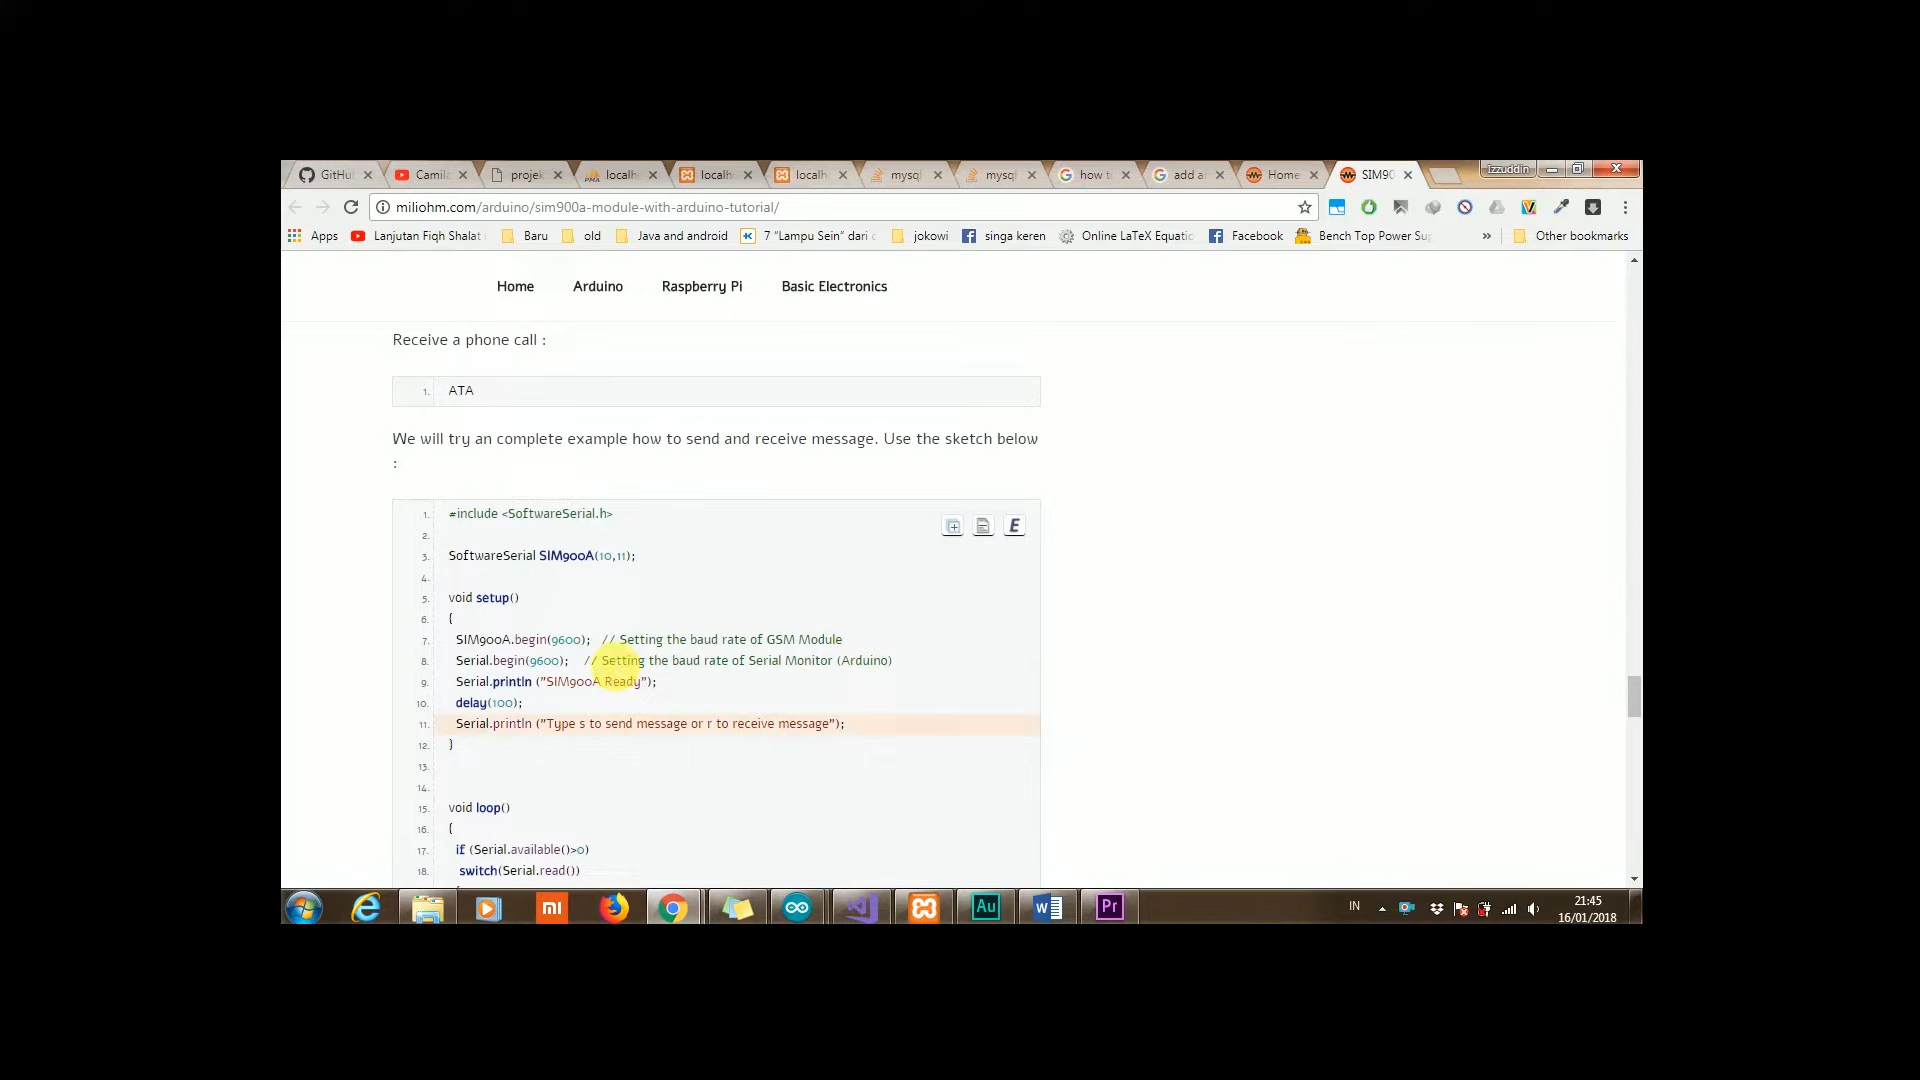 GitHu
Camila
projek
localh
localh
localh
mysql
mysql
how t
add a
Home
SIM90
Izzuddin
miliohm.com/arduino/sim900a-module-with-arduino-tutorial/
Apps
Lanjutan Fiqh Shalat
Baru
old
Java and android
7 “Lampu Sein” dari
jokowi
singa keren
Online LaTeX Equatio
Facebook
Bench Top Power Su
»
Other bookmarks
Home Arduino Raspberry Pi Basic Electronics
Receive a phone call :
1. ATA
We will try an complete example how to send and receive message. Use the sketch below
:
1. #include <SoftwareSerial.h>
2.
3. SoftwareSerial SIM900A(10,11);
4.
5. void setup()
6. {
7. SIM900A.begin(9600); // Setting the baud rate of GSM Module
8. Serial.begin(9600); // Setting the baud rate of Serial Monitor (Arduino)
9. Serial.println ("SIM900A Ready");
10. delay(100);
11. Serial.println ("Type s to send message or r to receive message");
12. }
13.
14.
15. void loop()
16. {
17. if (Serial.available()>0)
18. switch(Serial.read())
E
mi
Au
W
Pr
IN
21:45
16/01/2018